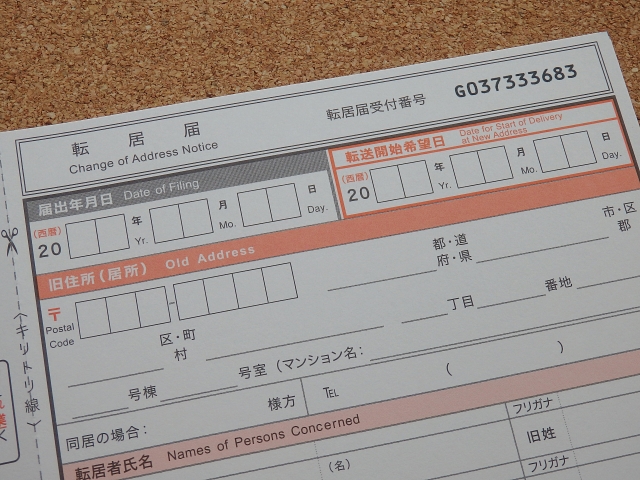 転居届
Change of Address Notice
転居届受付番号
G037333683
届出年月日 Date of Filing
(西暦)
20
年 Yr.
月 Mo.
日 Day.
転送開始希望日 Date for Start of Delivery at New Address
(西暦)
20
年 Yr.
月 Mo.
日 Day.
旧住所(居所) Old Address
〒
Postal Code
-
都・道
府・県
市・区
郡
区・町
村
丁目
番地
号棟
号室(マンション名:
同居の場合:
様方
TEL ( )
転居者氏名 Names of Persons Concerned
(名)
フリガナ
旧姓
フリガナ
〈キリトリ線〉